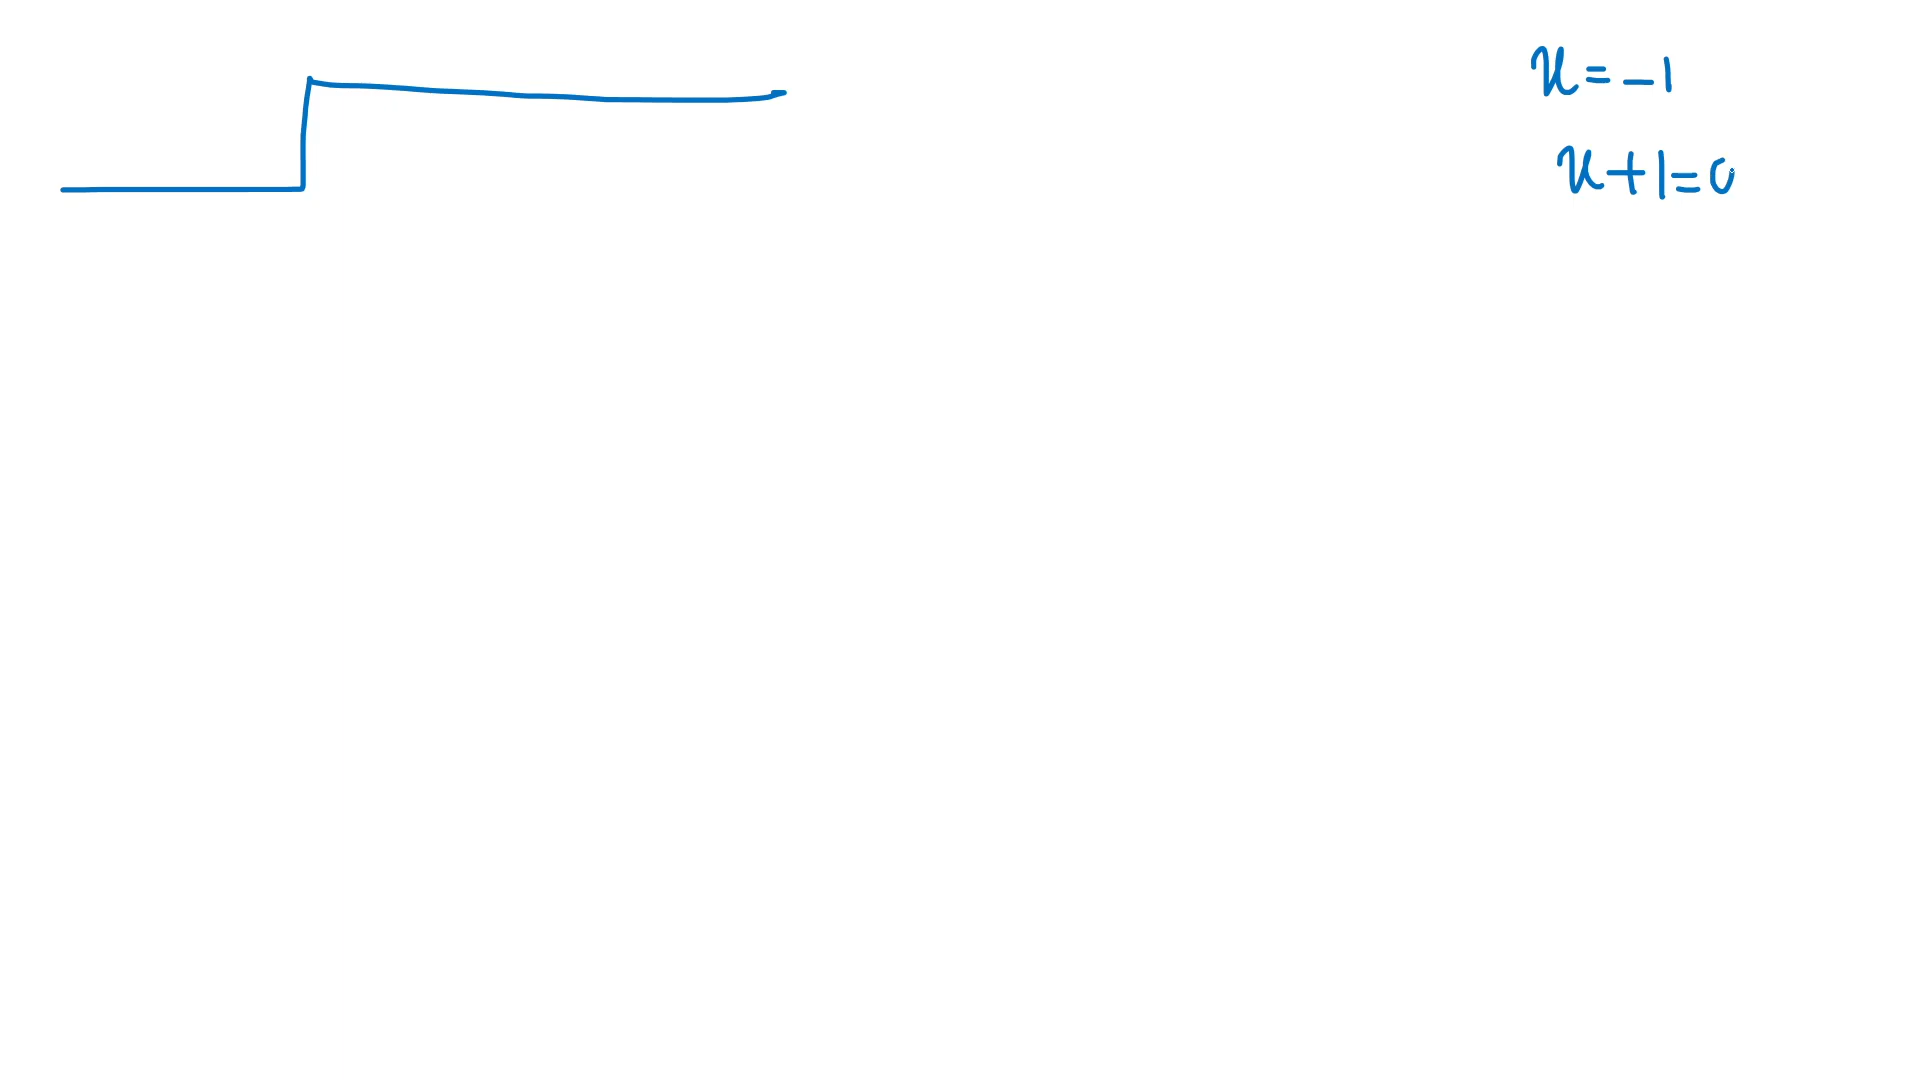 x = -1
x + 1 = 0